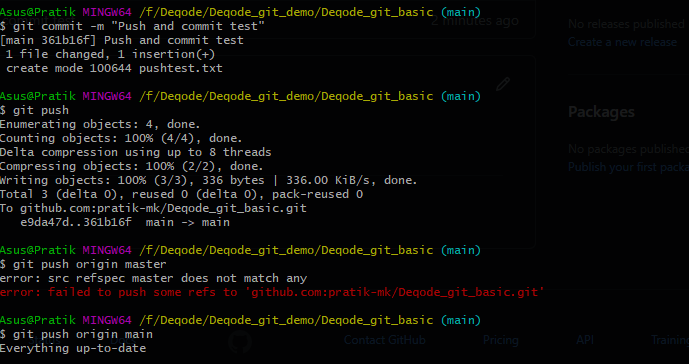 Asus@Pratik MINGW64 /f/Deqode/Deqode_git_demo/Deqode_git_basic (main)
$ git commit -m "Push and commit test"
[main 361b16f] Push and commit test
 1 file changed, 1 insertion(+)
 create mode 100644 pushtest.txt
Asus@Pratik MINGW64 /f/Deqode/Deqode_git_demo/Deqode_git_basic (main)
$ git push
Enumerating objects: 4, done.
Counting objects: 100% (4/4), done.
Delta compression using up to 8 threads
Compressing objects: 100% (2/2), done.
Writing objects: 100% (3/3), 336 bytes | 336.00 KiB/s, done.
Total 3 (delta 0), reused 0 (delta 0), pack-reused 0
To github.com:pratik-mk/Deqode_git_basic.git
   e9da47d..361b16f  main -> main
Asus@Pratik MINGW64 /f/Deqode/Deqode_git_demo/Deqode_git_basic (main)
$ git push origin master
error: src refspec master does not match any
error: failed to push some refs to 'github.com:pratik-mk/Deqode_git_basic.git'
Asus@Pratik MINGW64 /f/Deqode/Deqode_git_demo/Deqode_git_basic (main)
$ git push origin main
Everything up-to-date
2 minutes ago
No releases published
Create a new release
Packages
No packages published
Publish your first packa
Contact GitHub
Pricing
API
Training